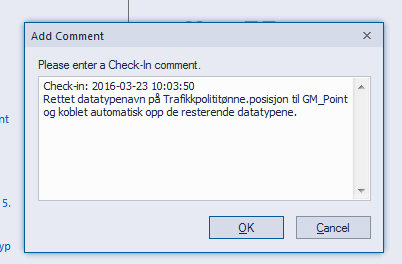 Add Comment
Please enter a Check-In comment.
Check-in: 2016-03-23 10:03:50
Rettet datatypenavn på Trafikkpolititønne.posisjon til GM_Point
og koblet automatisk opp de resterende datatypene.
OK
Cancel
nt
5.
yp